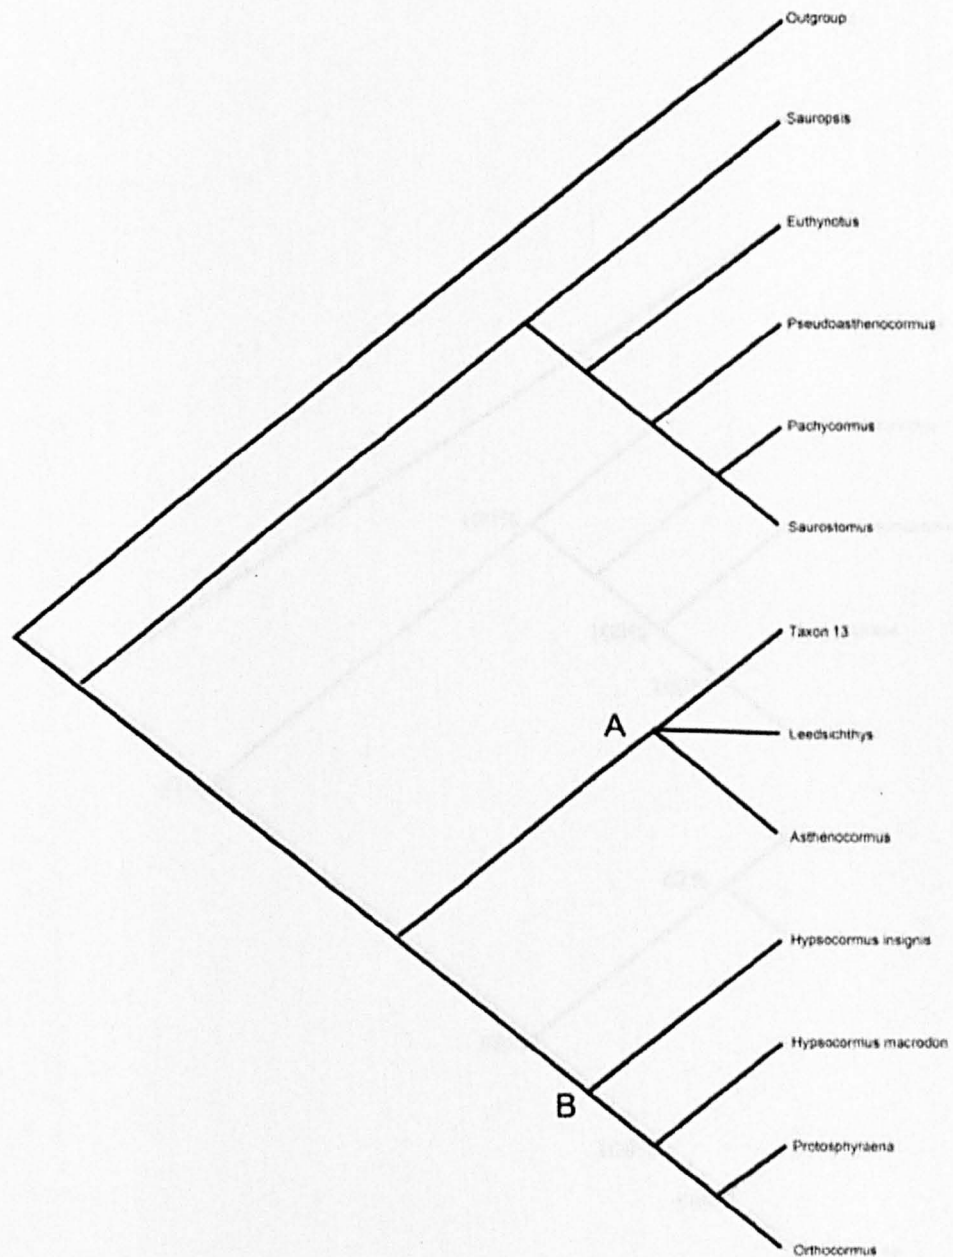 Outgroup
Sauropsis
Euthynotus
Pseudoasthenocormus
Pachycormus
Saurostomus
Taxon 13
A
Leedsichthys
Asthenocormus
Hypsocormus insignis
Hypsocormus macrodon
B
Protosphyraena
Orthocormus